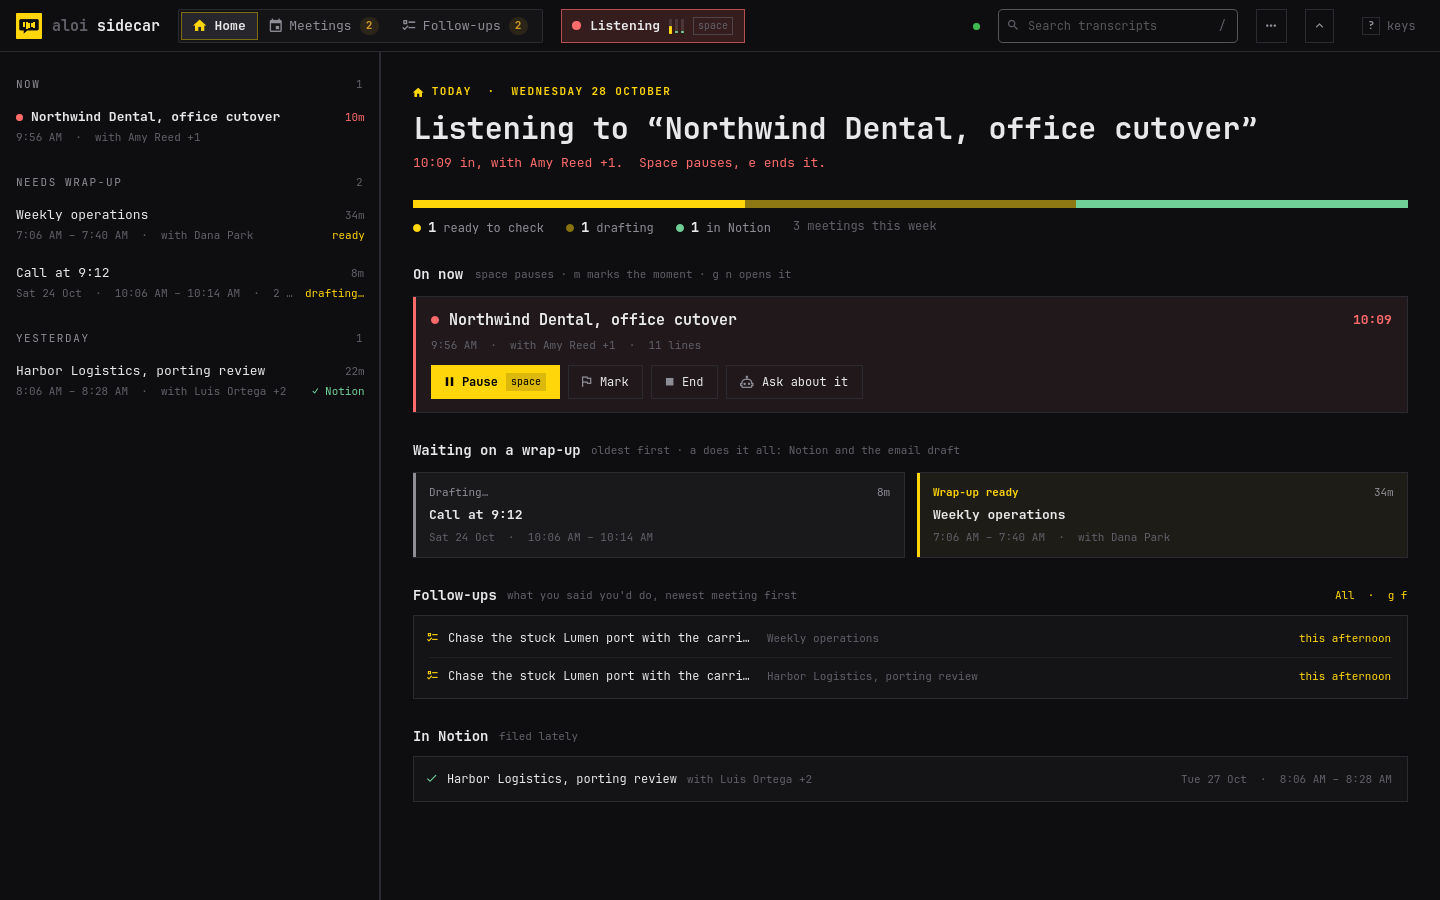 aloi sidecar
Home
Meetings 2
Follow-ups 2
Listening space
Search transcripts /
? keys
NOW 1
Northwind Dental, office cutover 10m
9:56 AM · with Amy Reed +1
NEEDS WRAP-UP 2
Weekly operations 34m
7:06 AM – 7:40 AM · with Dana Park ready
Call at 9:12 8m
Sat 24 Oct · 10:06 AM – 10:14 AM · 2 … drafting…
YESTERDAY 1
Harbor Logistics, porting review 22m
8:06 AM – 8:28 AM · with Luis Ortega +2 Notion
TODAY · WEDNESDAY 28 OCTOBER
Listening to “Northwind Dental, office cutover”
10:09 in, with Amy Reed +1. Space pauses, e ends it.
1 ready to check 1 drafting 1 in Notion 3 meetings this week
On now space pauses · m marks the moment · g n opens it
Northwind Dental, office cutover 10:09
9:56 AM · with Amy Reed +1 · 11 lines
Pause space Mark End Ask about it
Waiting on a wrap-up oldest first · a does it all: Notion and the email draft
Drafting… 8m
Call at 9:12
Sat 24 Oct · 10:06 AM – 10:14 AM
Wrap-up ready 34m
Weekly operations
7:06 AM – 7:40 AM · with Dana Park
Follow-ups what you said you'd do, newest meeting first All · g f
Chase the stuck Lumen port with the carri… Weekly operations this afternoon
Chase the stuck Lumen port with the carri… Harbor Logistics, porting review this afternoon
In Notion filed lately
Harbor Logistics, porting review with Luis Ortega +2 Tue 27 Oct · 8:06 AM – 8:28 AM